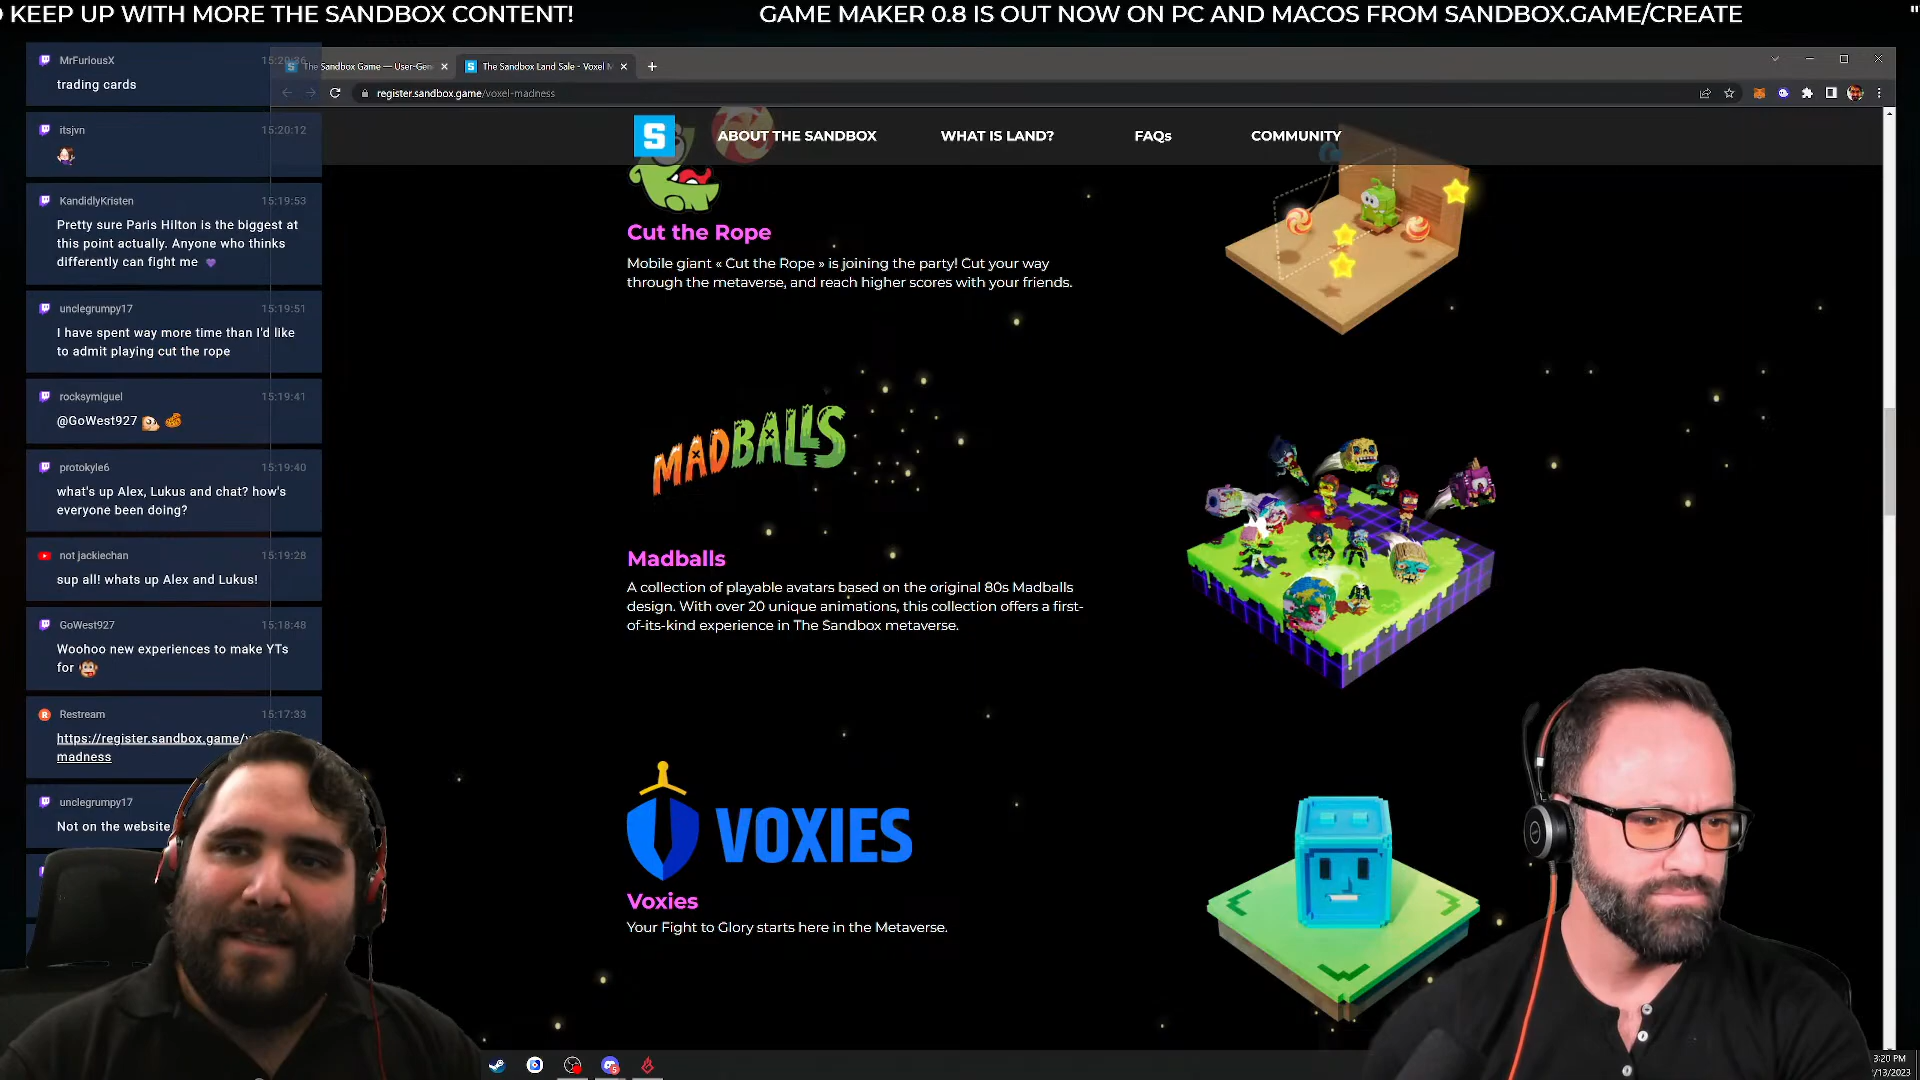 KEEP UP WITH MORE THE SANDBOX CONTENT!
GAME MAKER 0.8 IS OUT NOW ON PC AND MACOS FROM SANDBOX.GAME/CREATE
"
MrFuriousX 15:20:36
trading cards
itsjvn 15:20:12
KandidlyKristen 15:19:53
Pretty sure Paris Hilton is the biggest at
this point actually. Anyone who thinks
differently can fight me
unclegrumpy17 15:19:51
I have spent way more time than I'd like
to admit playing cut the rope
rocksymiguel 15:19:41
@GoWest927
protokyle6 15:19:40
what's up Alex, Lukus and chat? how's
everyone been doing?
not jackiechan 15:19:28
sup all! whats up Alex and Lukus!
GoWest927 15:18:48
Woohoo new experiences to make YTs
for
Restream 15:17:33
https://register.sandbox.game/
madness
unclegrumpy17
Not on the website
The Sandbox Game — User-Gen
The Sandbox Land Sale - Voxel M
register.sandbox.game/voxel-madness
S
ABOUT THE SANDBOX
WHAT IS LAND?
FAQs
COMMUNITY
Cut the Rope
Mobile giant « Cut the Rope » is joining the party! Cut your way
through the metaverse, and reach higher scores with your friends.
MADBALLS
Madballs
A collection of playable avatars based on the original 80s Madballs
design. With over 20 unique animations, this collection offers a first-
of-its-kind experience in The Sandbox metaverse.
VOXIES
Voxies
Your Fight to Glory starts here in the Metaverse.
3:20 PM
/13/2023